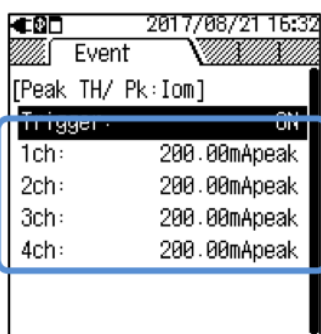 2017/08/21 16:32
Event
[Peak TH/ Pk:Iom]
Trigger: ON
1ch: 200.00mApeak
2ch: 200.00mApeak
3ch: 200.00mApeak
4ch: 200.00mApeak